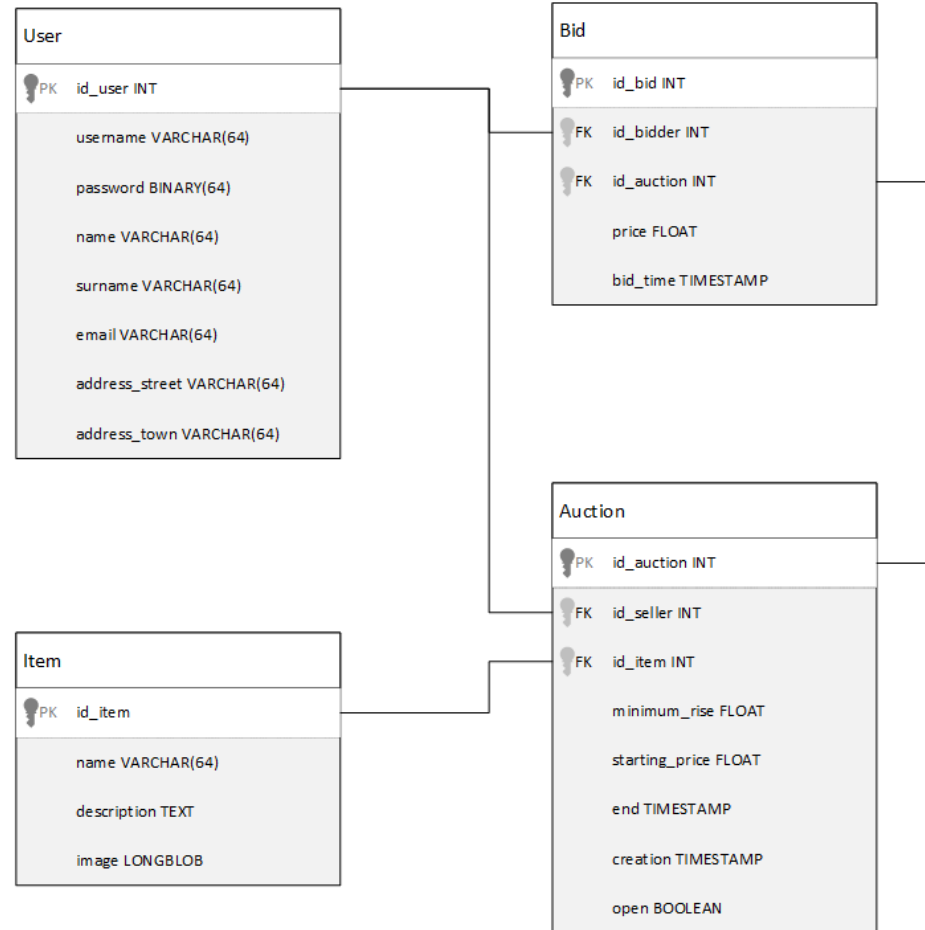 User
PK id_user INT
username VARCHAR(64)
password BINARY(64)
name VARCHAR(64)
surname VARCHAR(64)
email VARCHAR(64)
address_street VARCHAR(64)
address_town VARCHAR(64)
Bid
PK id_bid INT
FK id_bidder INT
FK id_auction INT
price FLOAT
bid_time TIMESTAMP
Item
PK id_item
name VARCHAR(64)
description TEXT
image LONGBLOB
Auction
PK id_auction INT
FK id_seller INT
FK id_item INT
minimum_rise FLOAT
starting_price FLOAT
end TIMESTAMP
creation TIMESTAMP
open BOOLEAN